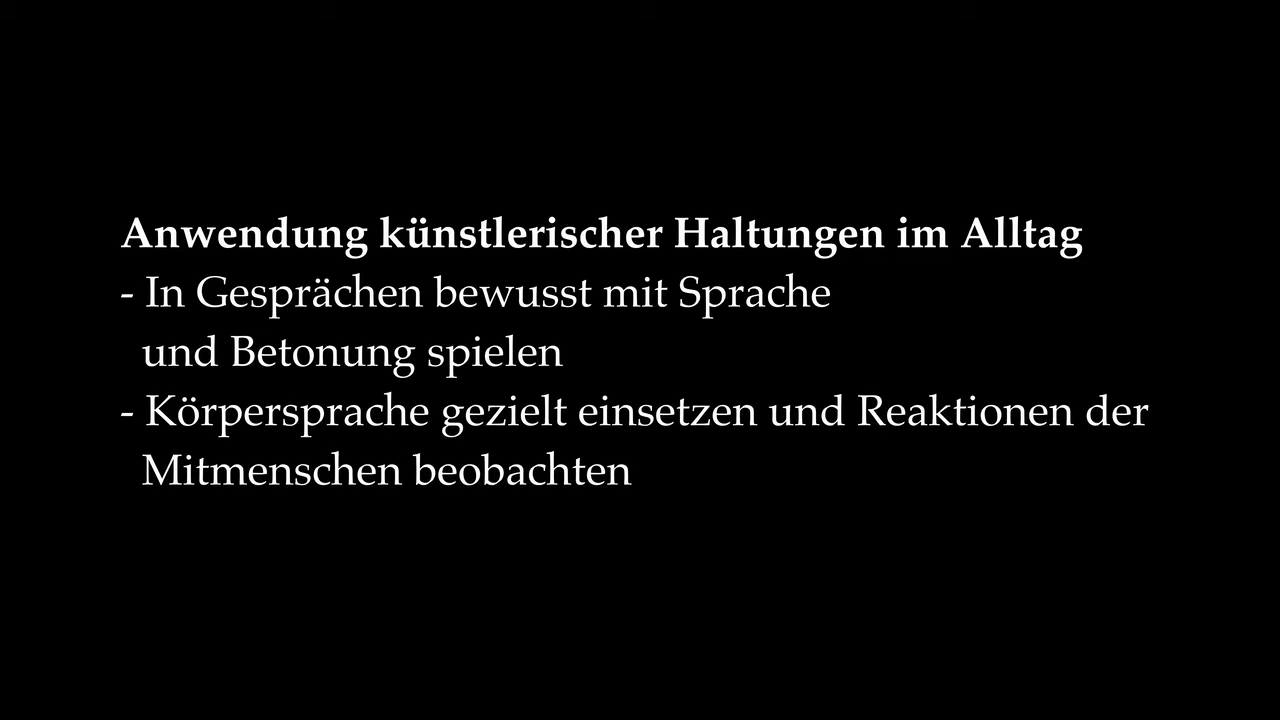 Anwendung künstlerischer Haltungen im Alltag
- In Gesprächen bewusst mit Sprache
und Betonung spielen
- Körpersprache gezielt einsetzen und Reaktionen der
Mitmenschen beobachten